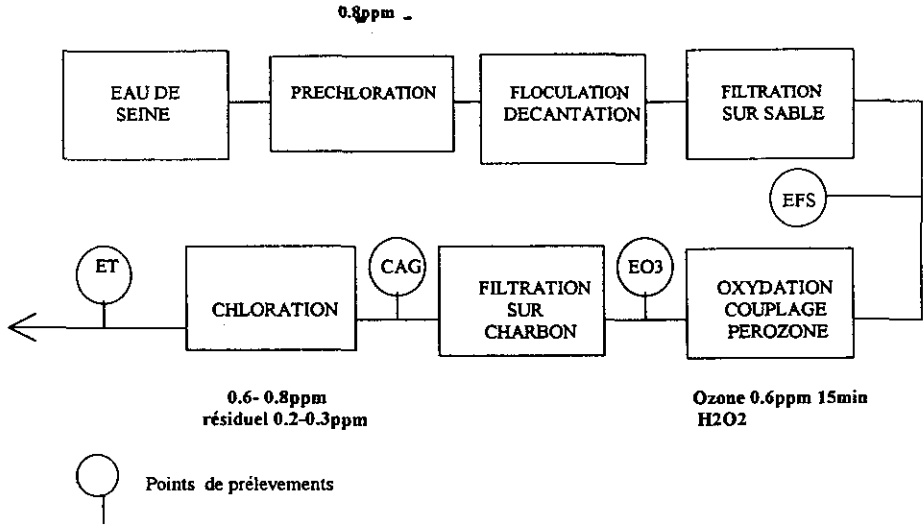 0.8ppm
EAU DE
SEINE
PRECHLORATION
FLOCULATION
DECANTATION
FILTRATION
SUR SABLE
EFS
OXYDATION
COUPLAGE
PEROZONE
Ozone 0.6ppm 15min
H2O2
EO3
FILTRATION
SUR
CHARBON
CAG
CHLORATION
0.6- 0.8ppm
résiduel 0.2-0.3ppm
ET
Points de prélevements